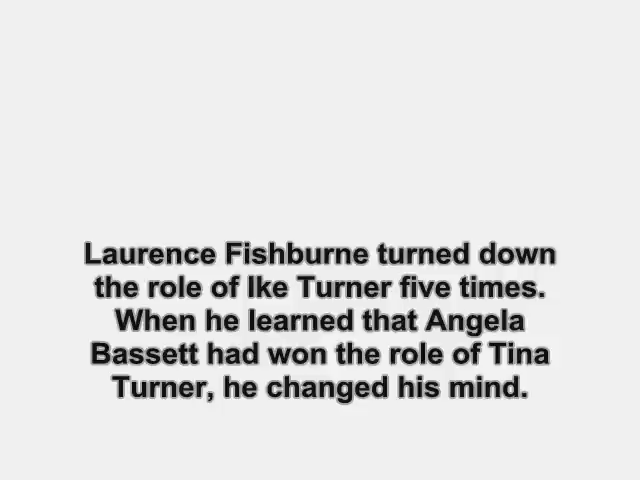 Laurence Fishburne turned down
the role of Ike Turner five times.
When he learned that Angela
Bassett had won the role of Tina
Turner, he changed his mind.